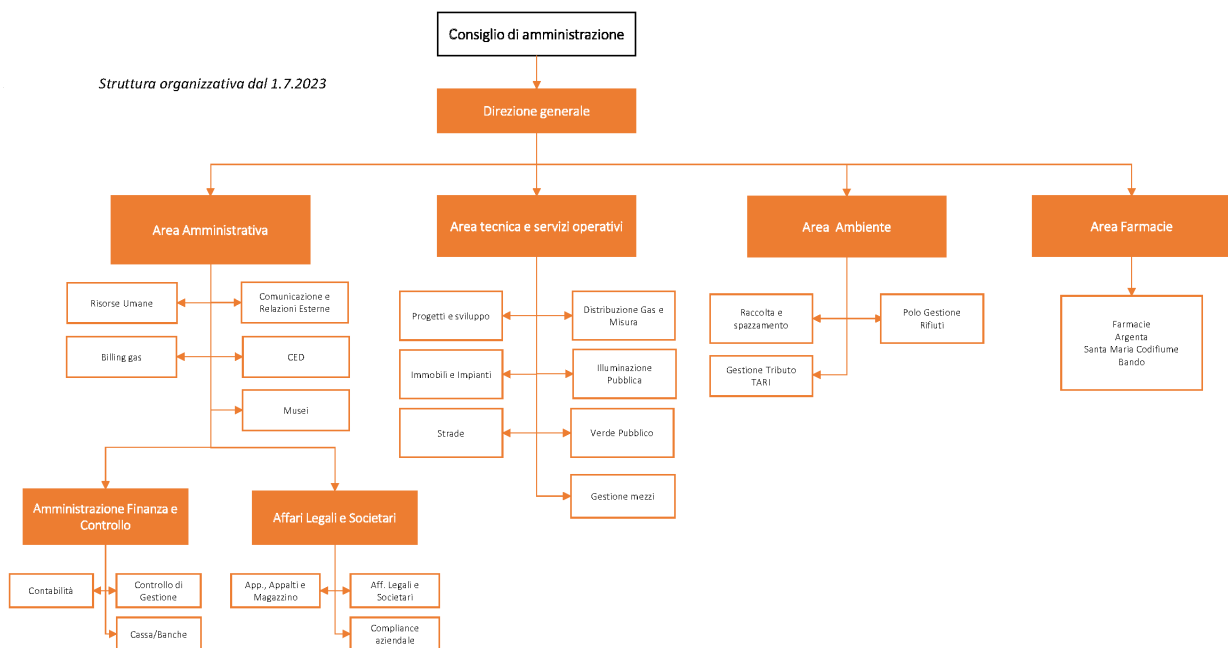 Consiglio di amministrazione
Struttura organizzativa dal 1.7.2023
Direzione generale
Area Amministrativa
Area tecnica e servizi operativi
Area Ambiente
Area Farmacie
Risorse Umane
Comunicazione e
Relazioni Esterne
Billing gas
CED
Musei
Progetti e sviluppo
Distribuzione Gas e
Misura
Immobili e Impianti
Illuminazione
Pubblica
Strade
Verde Pubblico
Gestione mezzi
Raccolta e
spazzamento
Polo Gestione
Rifiuti
Gestione Tributo
TARI
Farmacie
Argenta
Santa Maria Codifiume
Bando
Amministrazione Finanza e
Controllo
Affari Legali e Societari
Contabilità
Controllo di
Gestione
Cassa/Banche
App., Appalti e
Magazzino
Aff. Legali e
Societari
Compliance
aziendale